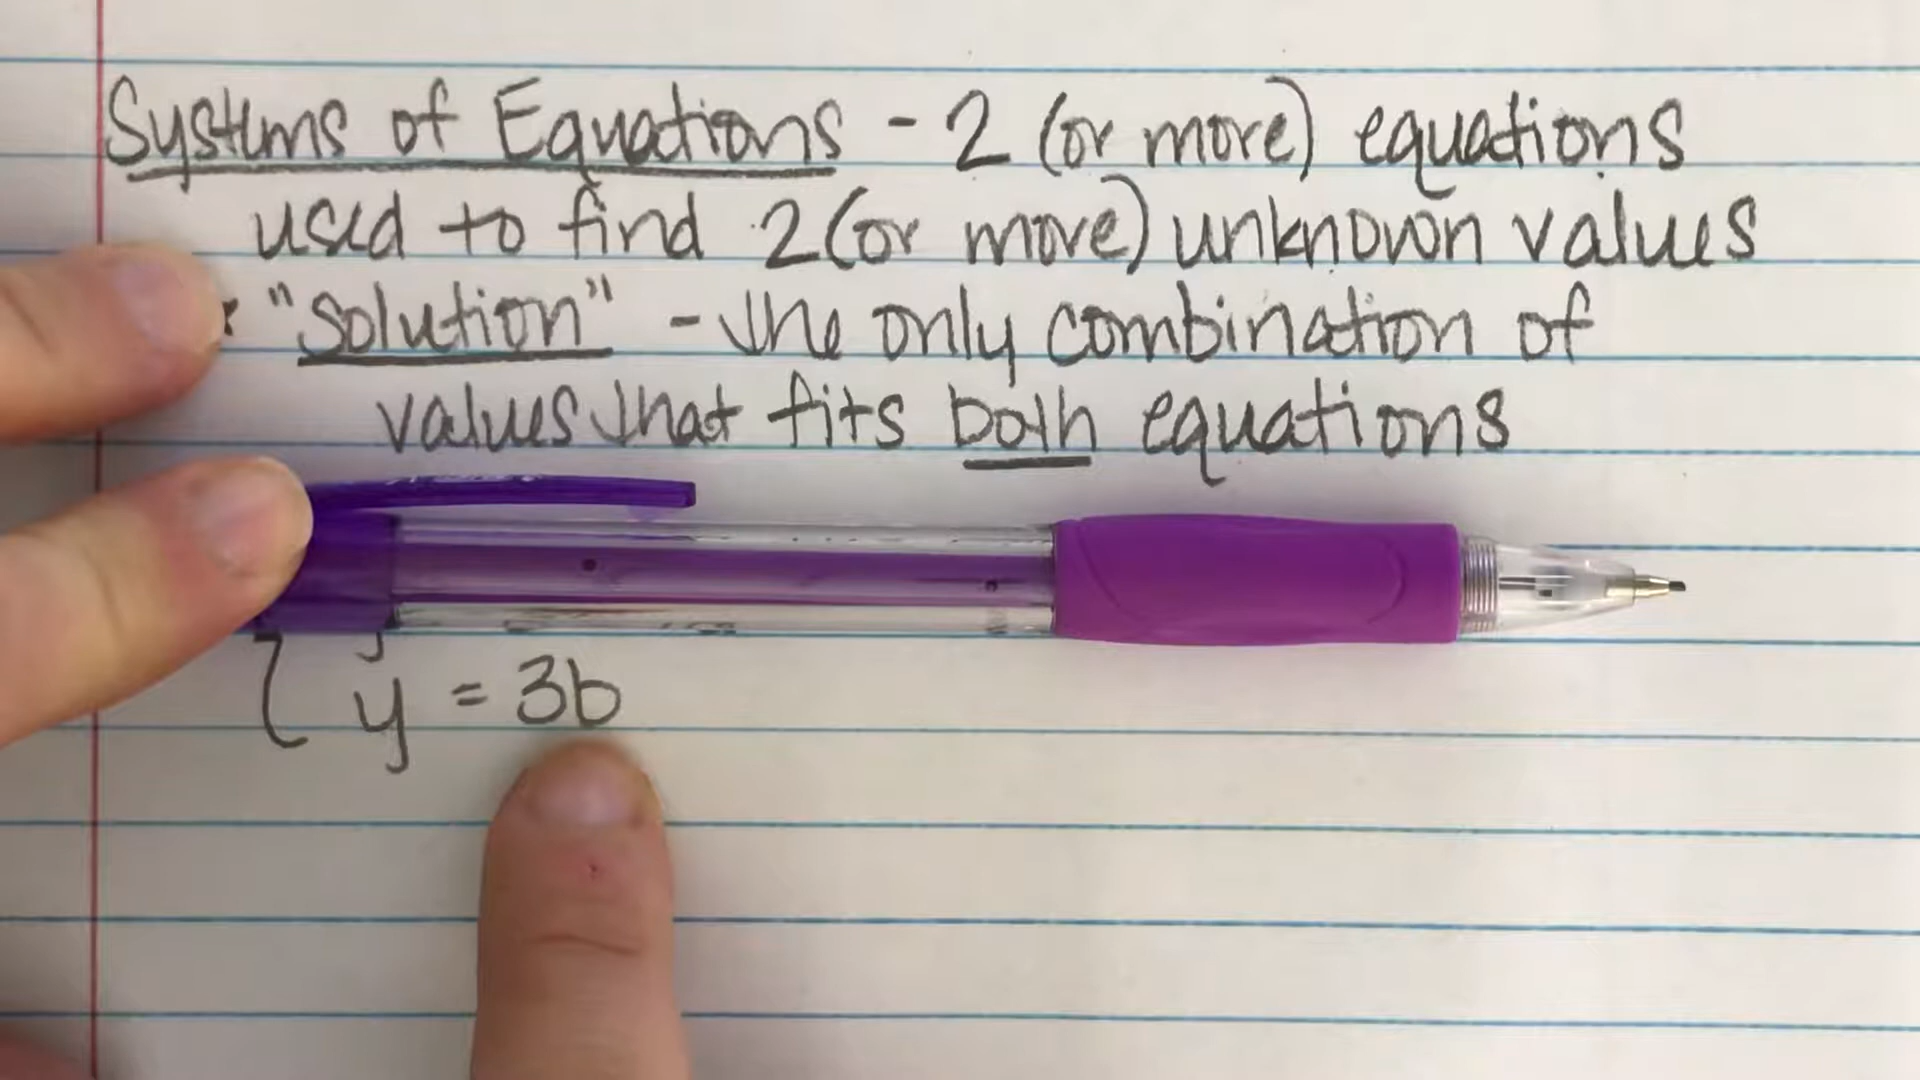 Systems of Equations - 2 (or more) equations
used to find 2 (or more) unknown values
* "Solution" - the only combination of
values that fits both equations
y = 3b